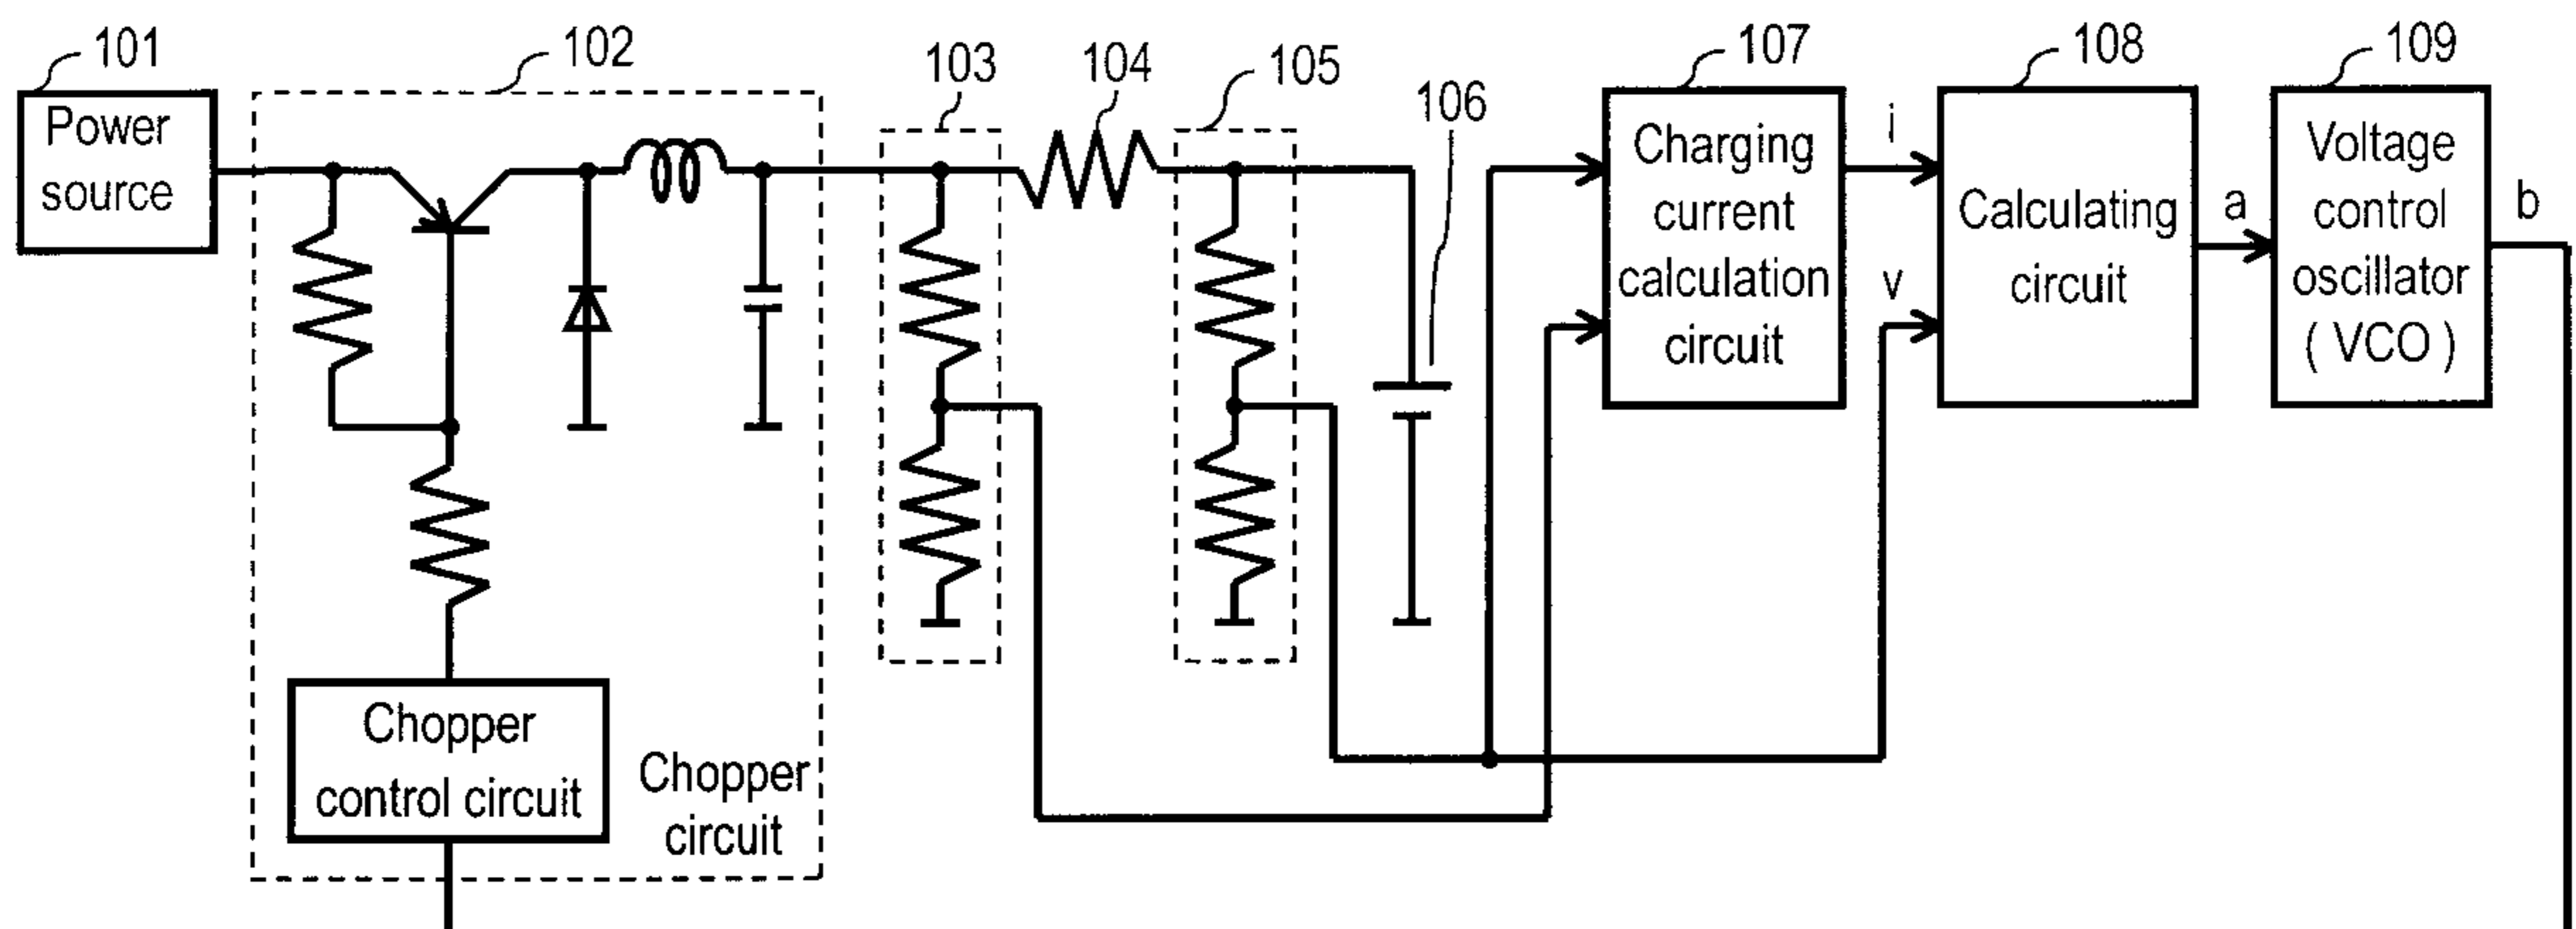 101
102
103
104
105
106
107
108
109
Power
source
Chopper
control circuit
Chopper
circuit
Charging
current
calculation
circuit
i
v
Calculating
circuit
a
Voltage
control
oscillator
( VCO )
b